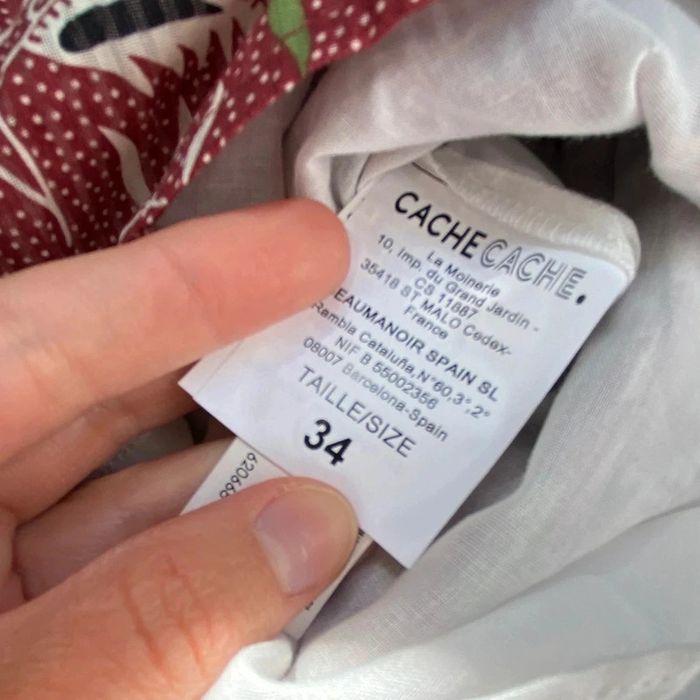 CACHECACHE.
La Moinerie
10, Imp. du Grand Jardin -
CS 11887
35418 ST MALO Cedex-
France
EAUMANOIR SPAIN SL
Rambla Cataluña,N°60,3°,2°
NIF B 55002356
08007 Barcelona-Spain
TAILLE/SIZE
34